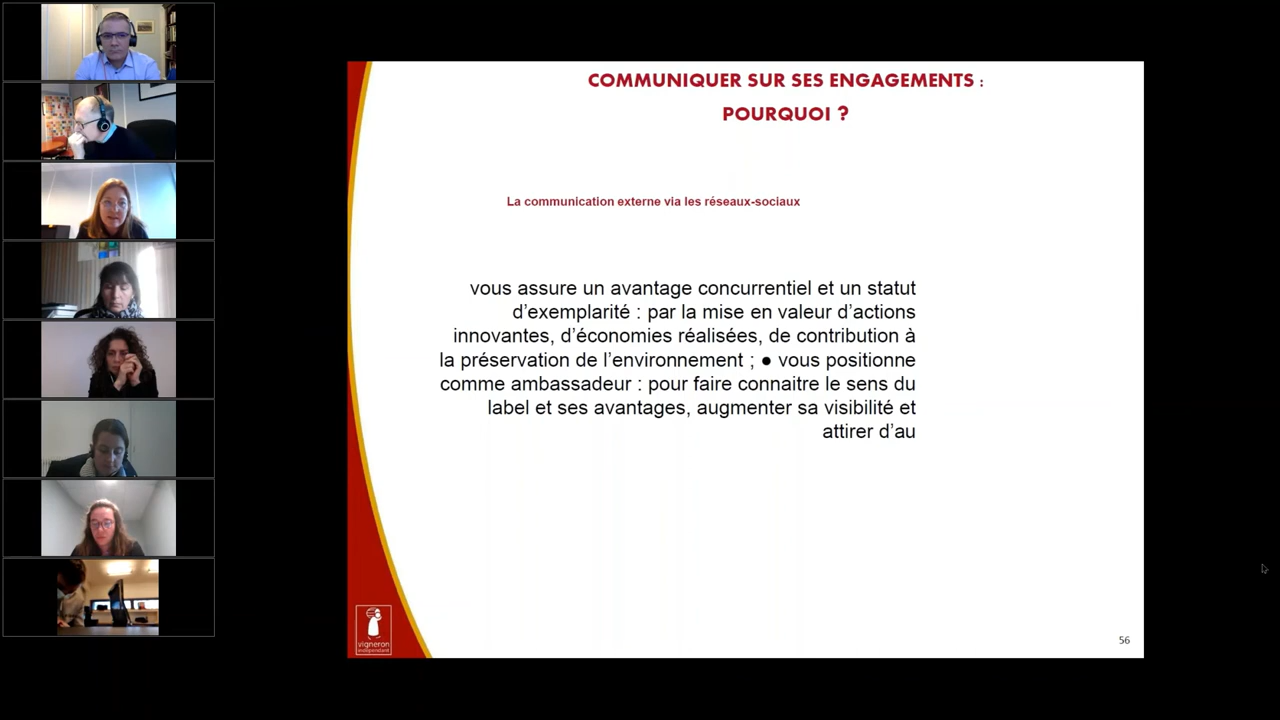 COMMUNIQUER SUR SES ENGAGEMENTS :
POURQUOI ?
La communication externe via les réseaux-sociaux
vous assure un avantage concurrentiel et un statut
d’exemplarité : par la mise en valeur d’actions
innovantes, d’économies réalisées, de contribution à
la préservation de l’environnement ; ● vous positionne
comme ambassadeur : pour faire connaitre le sens du
label et ses avantages, augmenter sa visibilité et
attirer d’au
vigneron
indépendant
56